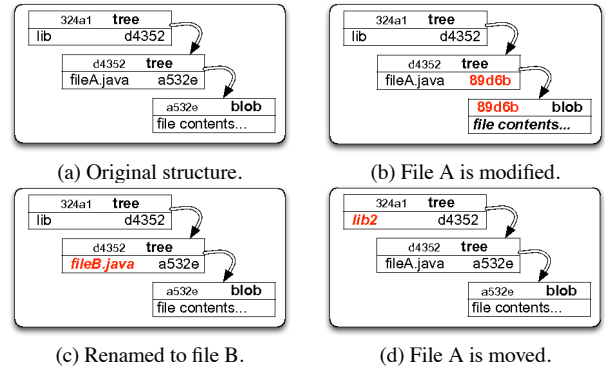 324a1 tree
lib d4352
d4352 tree
fileA.java a532e
a532e blob
file contents...
(a) Original structure.
324a1 tree
lib d4352
d4352 tree
fileA.java 89d6b
89d6b blob
file contents...
(b) File A is modified.
324a1 tree
lib d4352
d4352 tree
fileB.java a532e
a532e blob
file contents...
(c) Renamed to file B.
324a1 tree
lib2 d4352
d4352 tree
fileA.java a532e
a532e blob
file contents...
(d) File A is moved.